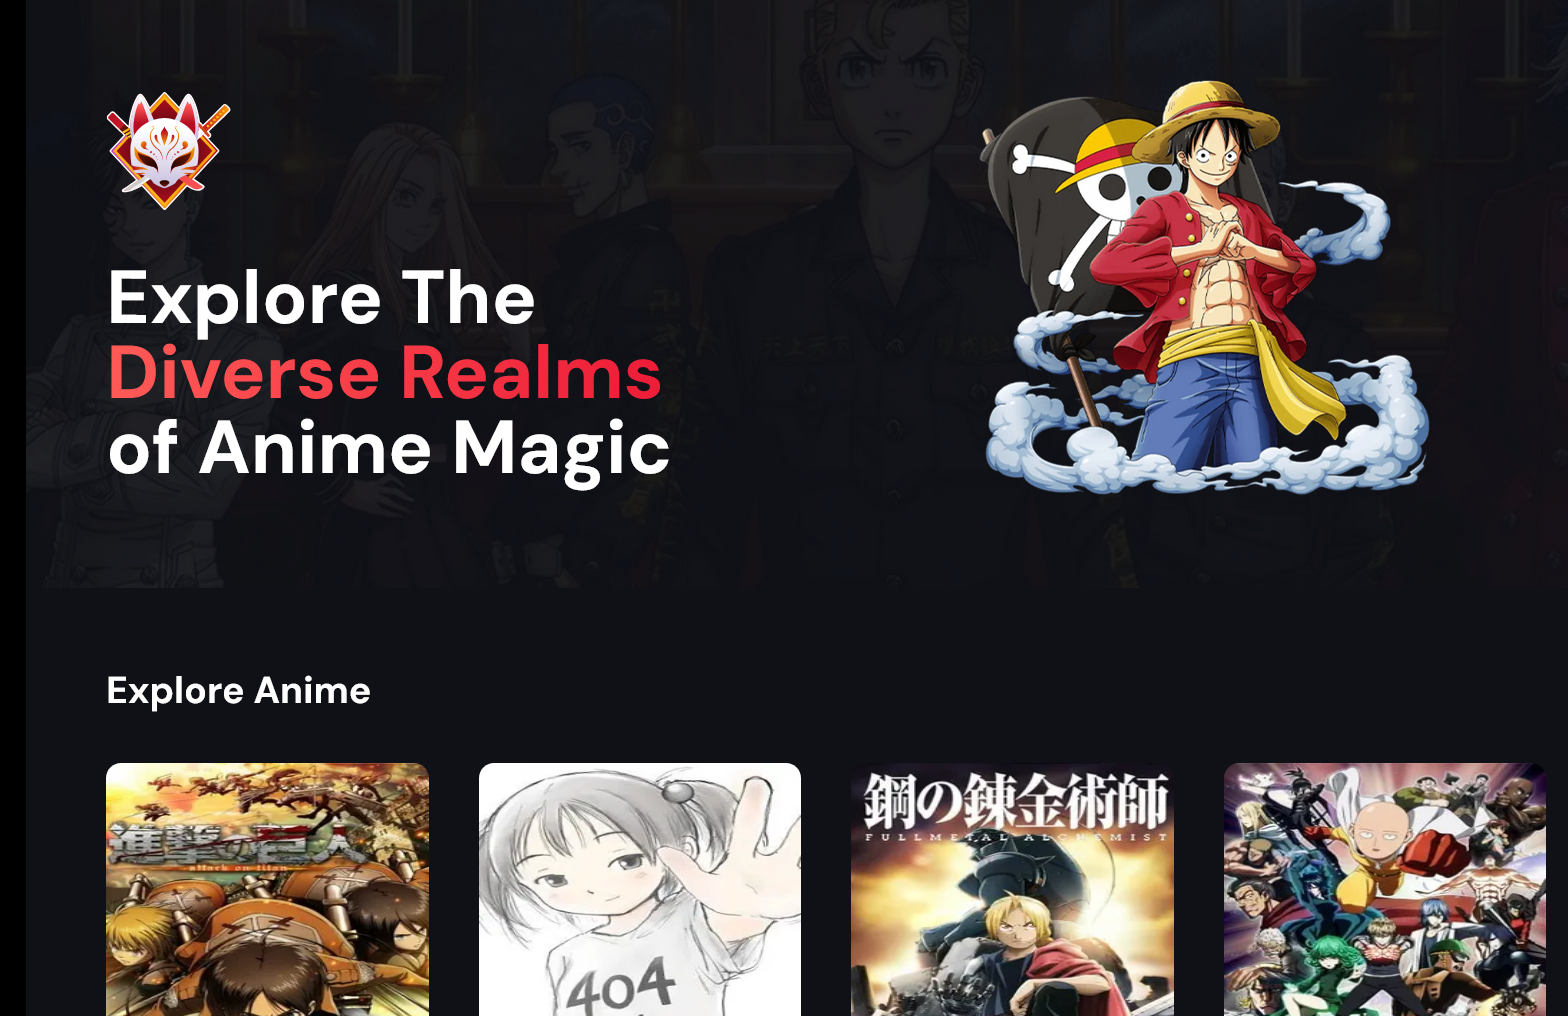 Explore The
Diverse Realms
of Anime Magic
Explore Anime
進撃の巨人
attack on titan
404
鋼の錬金術師
FULLMETAL ALCHEMIST